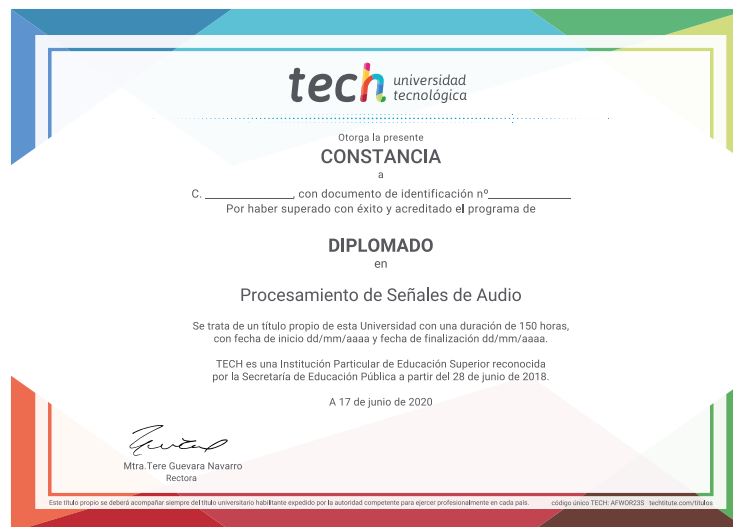 tech universidad
tecnológica
Otorga la presente
CONSTANCIA
a
C. ______________, con documento de identificación nº______________
Por haber superado con éxito y acreditado el programa de
DIPLOMADO
en
Procesamiento de Señales de Audio
Se trata de un título propio de esta Universidad con una duración de 150 horas,
con fecha de inicio dd/mm/aaaa y fecha de finalización dd/mm/aaaa.
TECH es una Institución Particular de Educación Superior reconocida
por la Secretaría de Educación Pública a partir del 28 de junio de 2018.
A 17 de junio de 2020
Mtra.Tere Guevara Navarro
Rectora
Este título propio se deberá acompañar siempre del título universitario habilitante expedido por la autoridad competente para ejercer profesionalmente en cada país. código único TECH: AFWOR23S techtitute.com/títulos